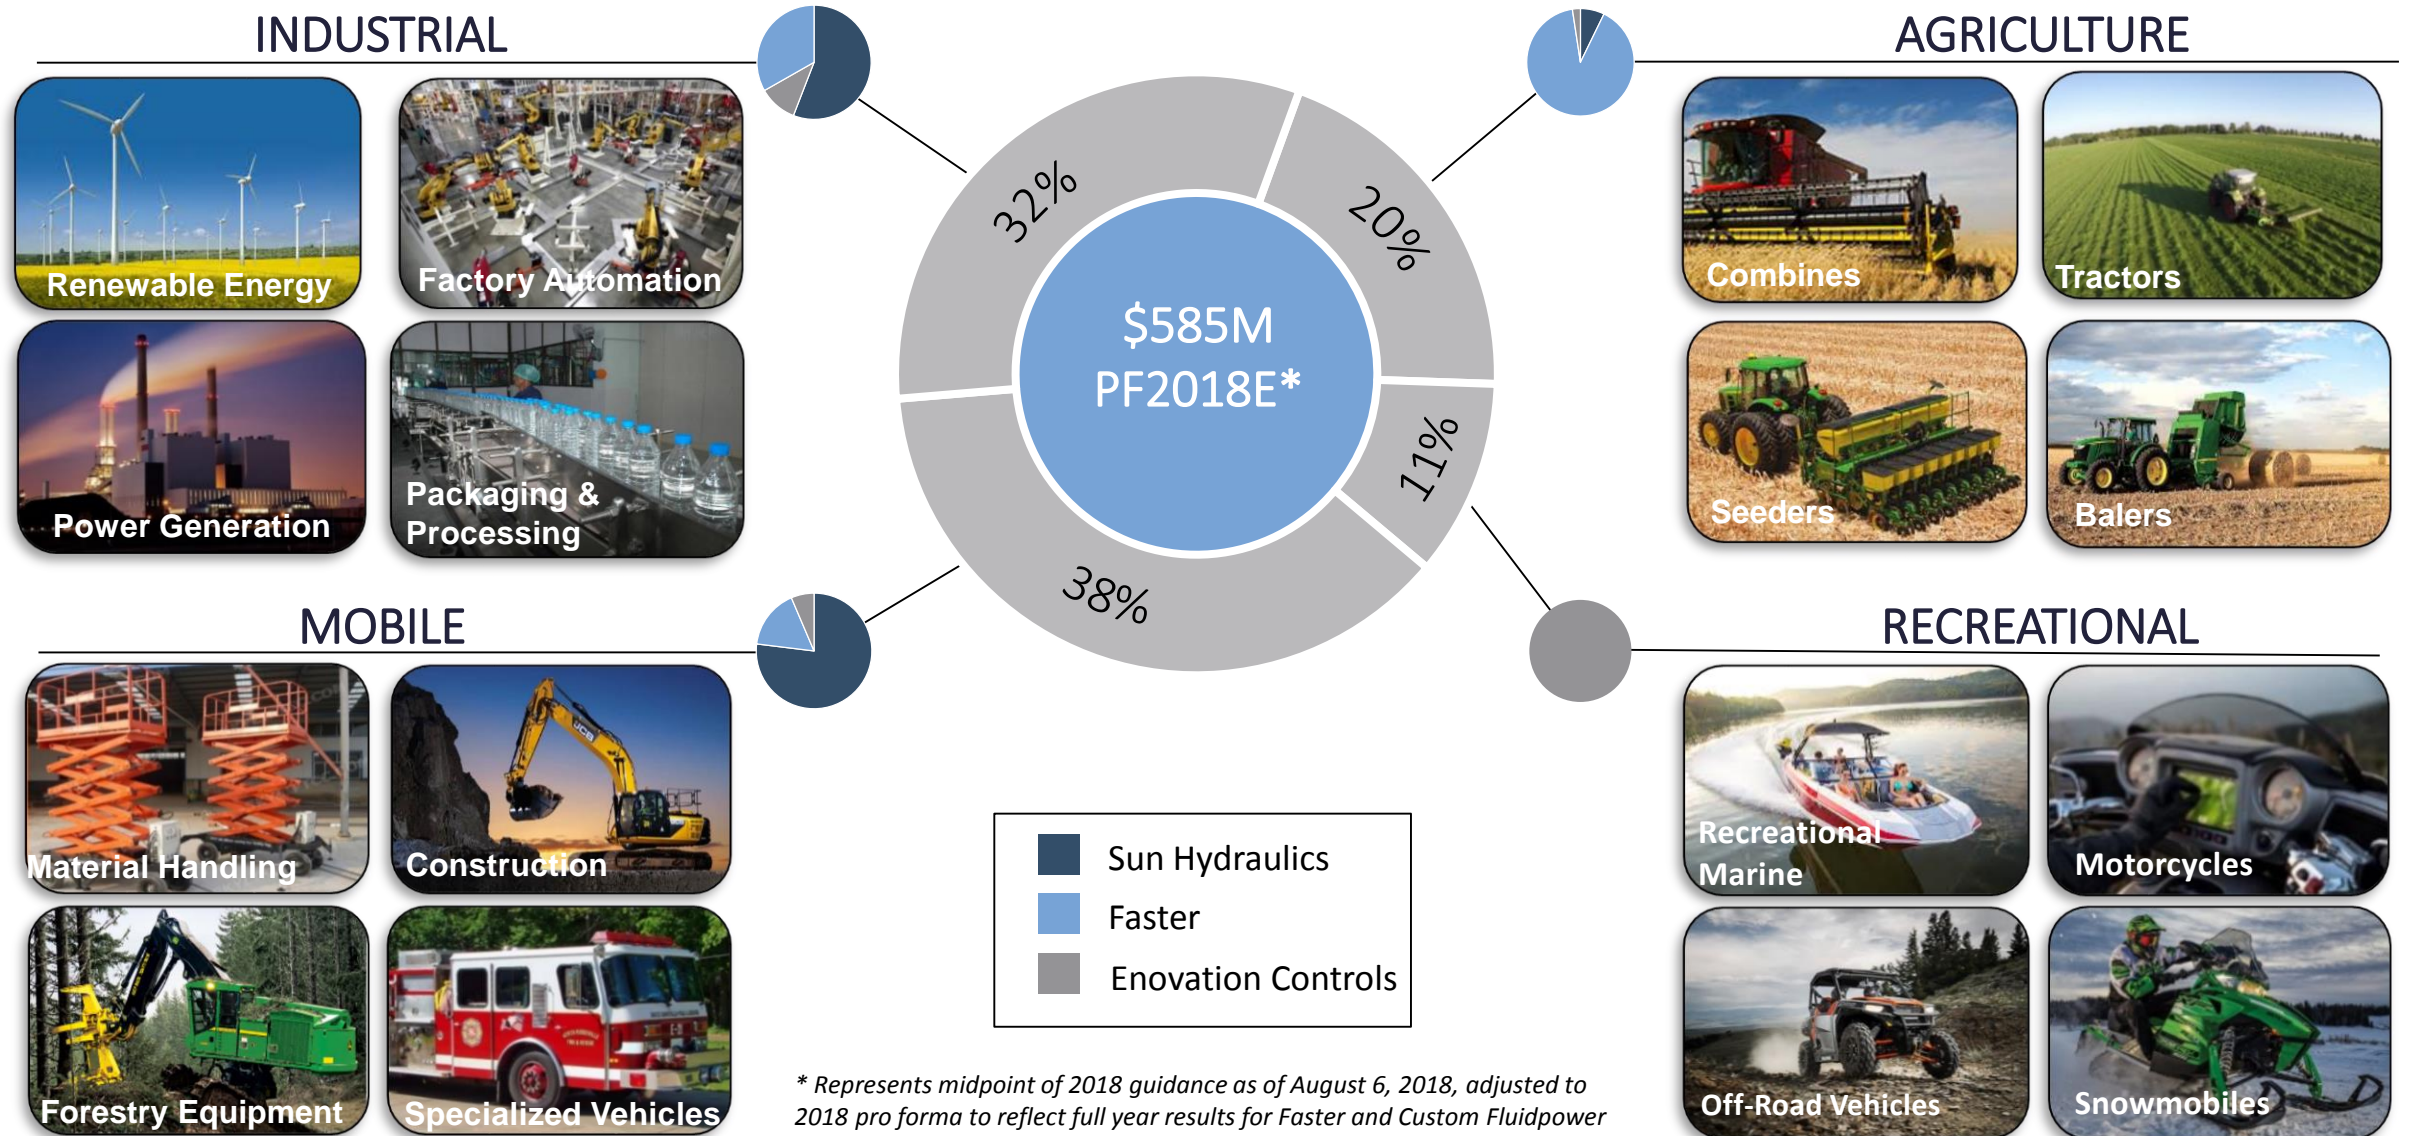 INDUSTRIAL
Renewable Energy
Factory Automation
Power Generation
Packaging &
Processing
MOBILE
Material Handling
Construction
JCB
Forestry Equipment
Specialized Vehicles
32%
20%
11%
38%
$585M
PF2018E*
AGRICULTURE
Combines
Tractors
Seeders
Balers
RECREATIONAL
Recreational
Marine
Motorcycles
Off-Road Vehicles
Snowmobiles
Sun Hydraulics
Faster
Enovation Controls
* Represents midpoint of 2018 guidance as of August 6, 2018, adjusted to
2018 pro forma to reflect full year results for Faster and Custom Fluidpower